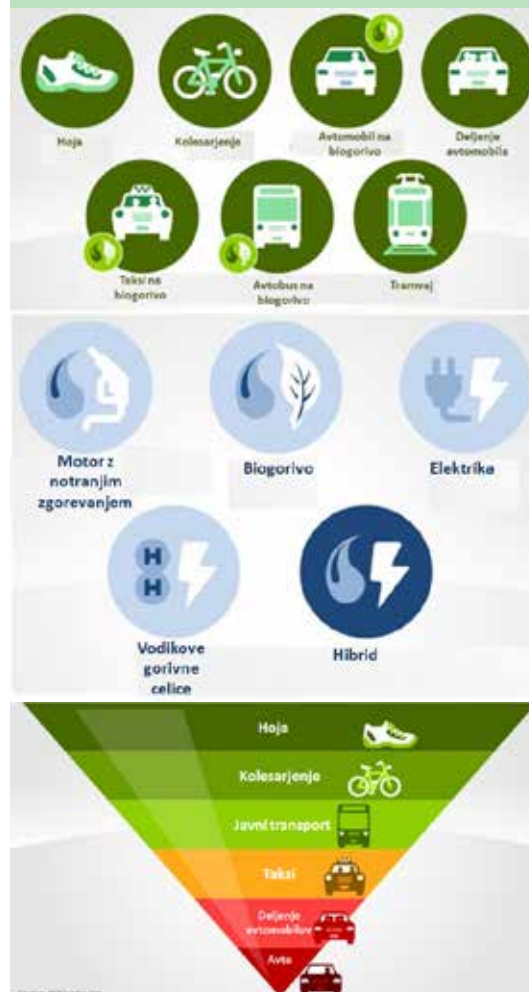 Hoja
Kolesarjenje
Avtomobil na
biogorivo
Deljenje
avtomobila
Taksi na
biogorivo
Avtobus na
biogorivo
Tramvaj
Motor z
notranjim
zgorevanjem
Biogorivo
Elektrika
H
H
Vodikove
gorivne
celice
Hibrid
Hoja
Kolesarjenje
Javni transport
Taksi
Deljenje
avtomobilov
Avto